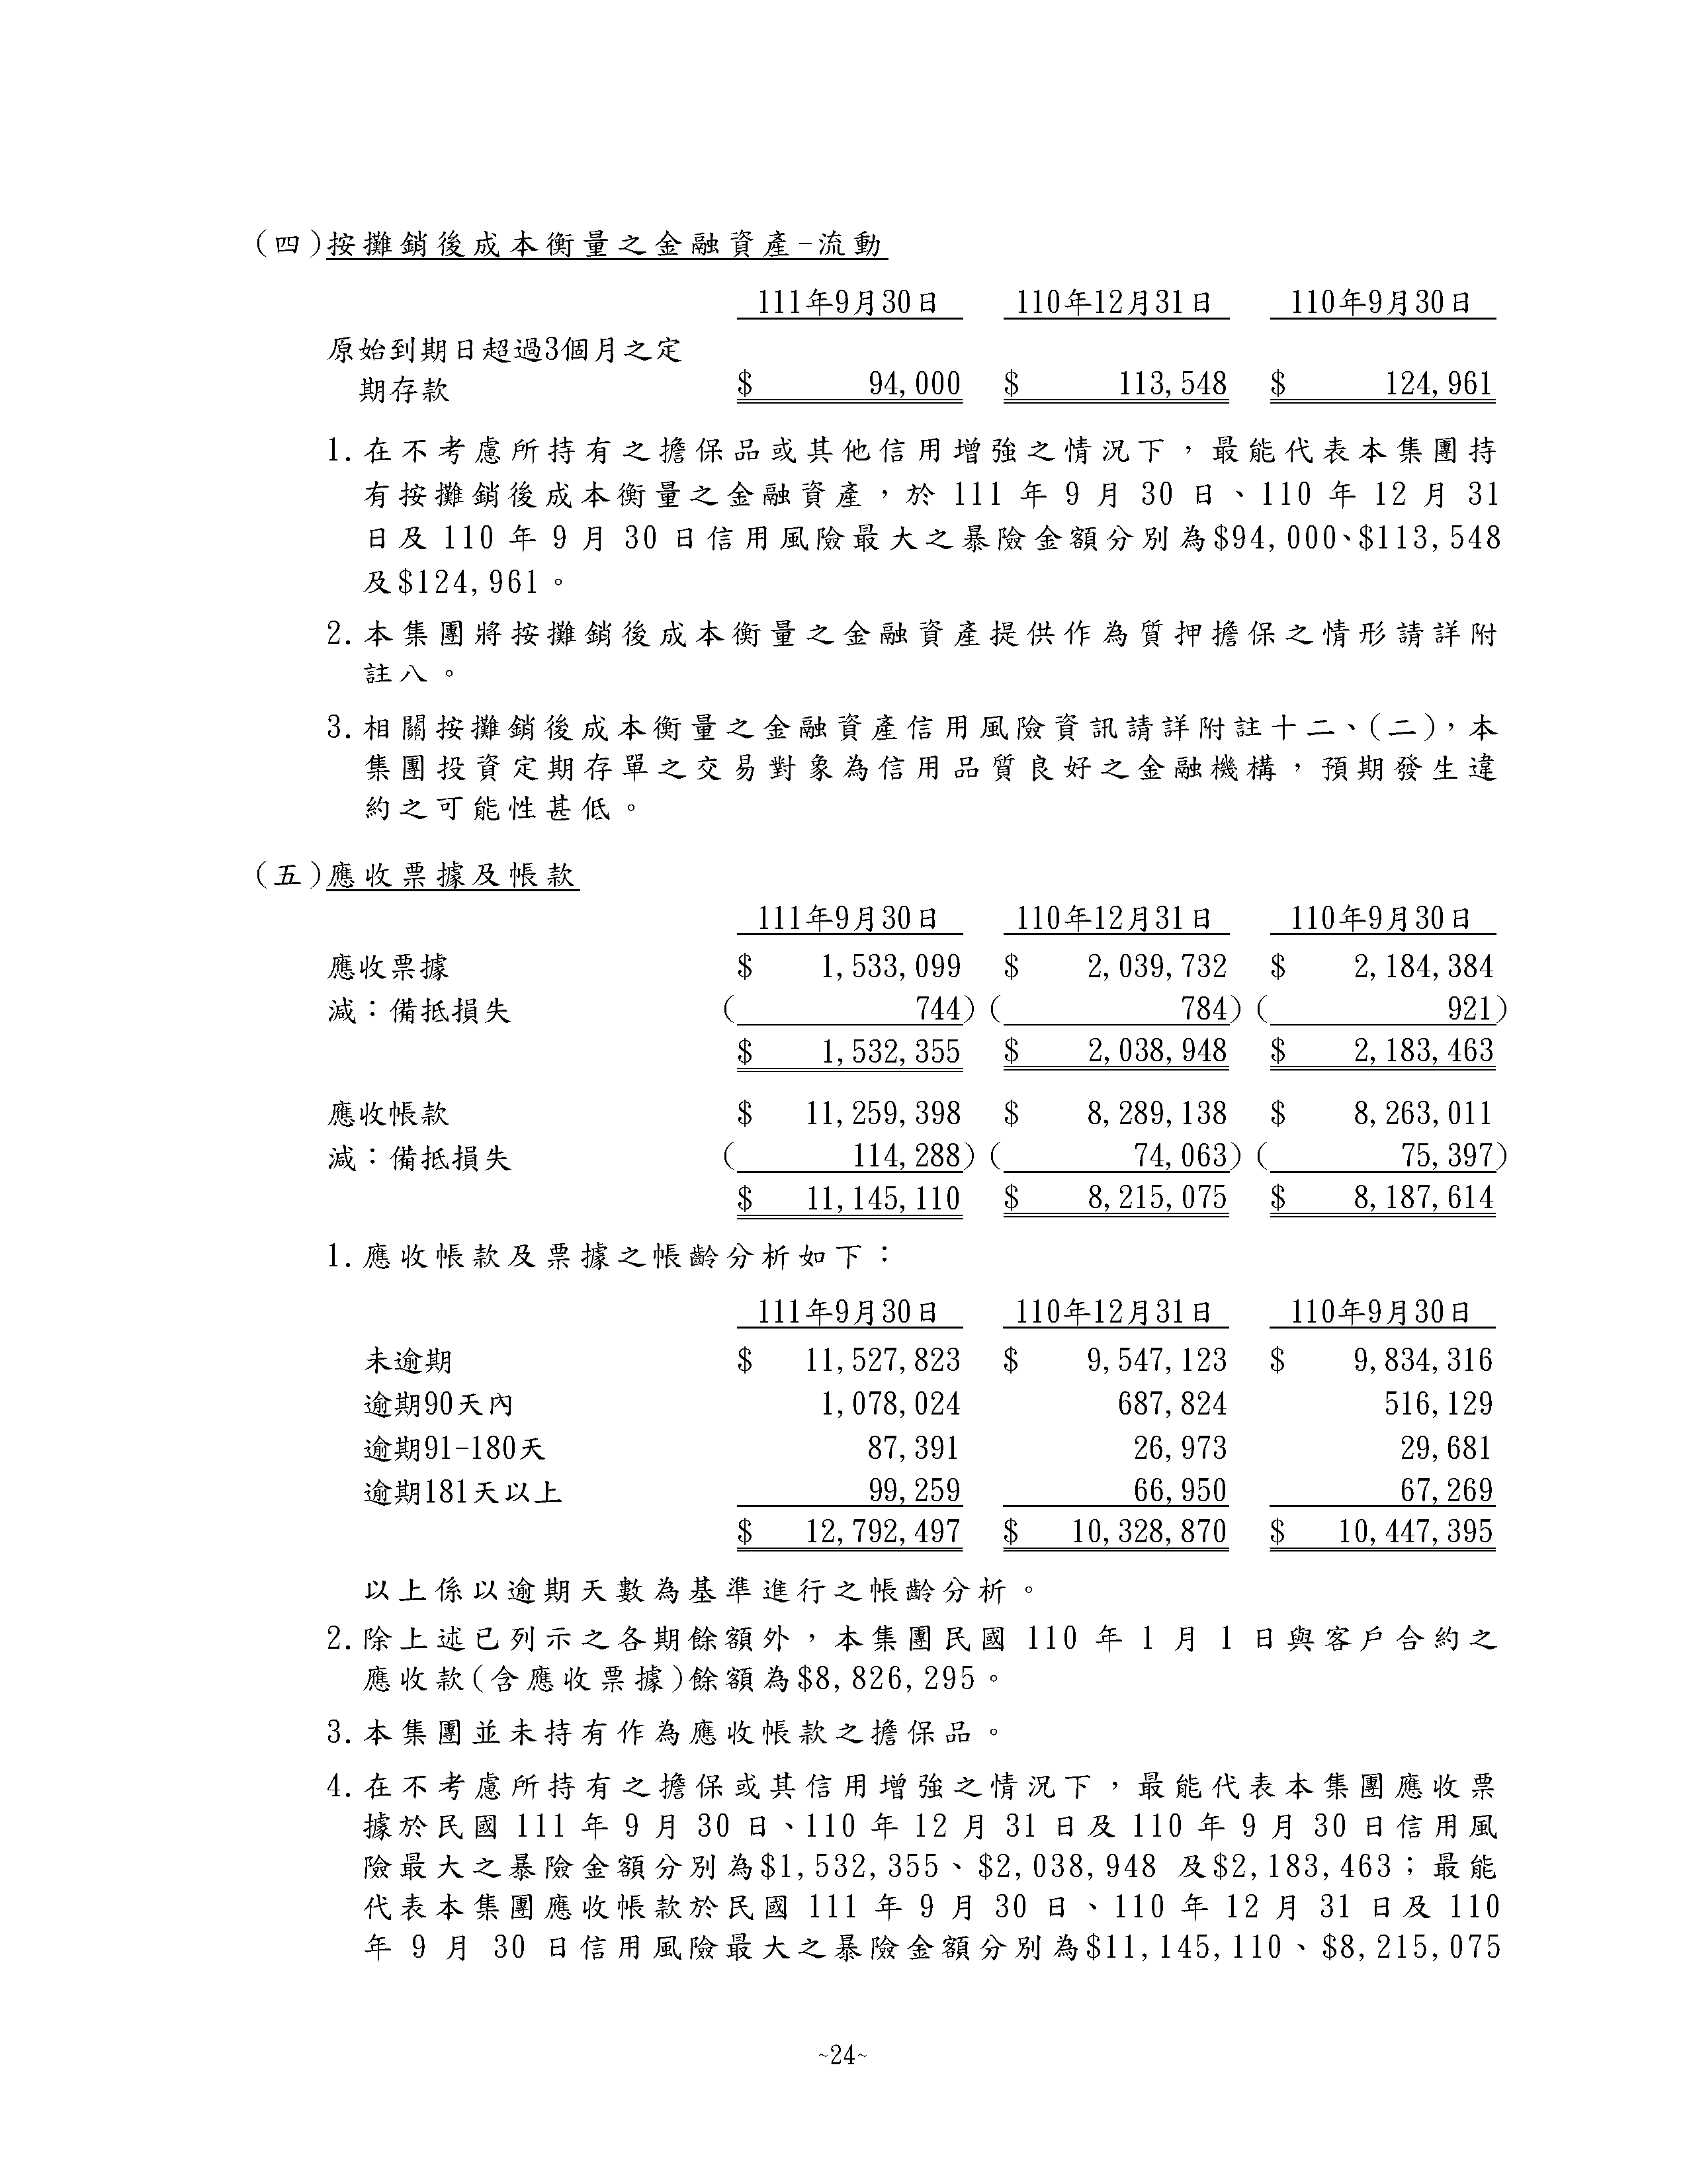 (四)按攤銷後成本衡量之金融資產-流動
111年9月30日 110年12月31日 110年9月30日
原始到期日超過3個月之定
期存款 $ 94,000 $ 113,548 $ 124,961
1.在不考慮所持有之擔保品或其他信用增強之情況下，最能代表本集團持
有按攤銷後成本衡量之金融資產，於 111 年 9 月 30 日、110 年 12 月 31
日及 110 年 9 月 30 日信用風險最大之暴險金額分別為$94,000、$113,548
及$124,961。
2.本集團將按攤銷後成本衡量之金融資產提供作為質押擔保之情形請詳附
註八。
3.相關按攤銷後成本衡量之金融資產信用風險資訊請詳附註十二、(二)，本
集團投資定期存單之交易對象為信用品質良好之金融機構，預期發生違
約之可能性甚低。
(五)應收票據及帳款
111年9月30日 110年12月31日 110年9月30日
應收票據 $ 1,533,099 $ 2,039,732 $ 2,184,384
減：備抵損失 ( 744) ( 784) ( 921)
$ 1,532,355 $ 2,038,948 $ 2,183,463
應收帳款 $ 11,259,398 $ 8,289,138 $ 8,263,011
減：備抵損失 ( 114,288) ( 74,063) ( 75,397)
$ 11,145,110 $ 8,215,075 $ 8,187,614
1.應收帳款及票據之帳齡分析如下：
111年9月30日 110年12月31日 110年9月30日
未逾期 $ 11,527,823 $ 9,547,123 $ 9,834,316
逾期90天內 1,078,024 687,824 516,129
逾期91-180天 87,391 26,973 29,681
逾期181天以上 99,259 66,950 67,269
$ 12,792,497 $ 10,328,870 $ 10,447,395
以上係以逾期天數為基準進行之帳齡分析。
2.除上述已列示之各期餘額外，本集團民國 110 年 1 月 1 日與客戶合約之
應收款(含應收票據)餘額為$8,826,295。
3.本集團並未持有作為應收帳款之擔保品。
4.在不考慮所持有之擔保或其信用增強之情況下，最能代表本集團應收票
據於民國 111 年 9 月 30 日、110 年 12 月 31 日及 110 年 9 月 30 日信用風
險最大之暴險金額分別為$1,532,355、$2,038,948 及$2,183,463；最能
代表本集團應收帳款於民國 111 年 9 月 30 日、110 年 12 月 31 日及 110
年 9 月 30 日信用風險最大之暴險金額分別為$11,145,110、$8,215,075
~24~